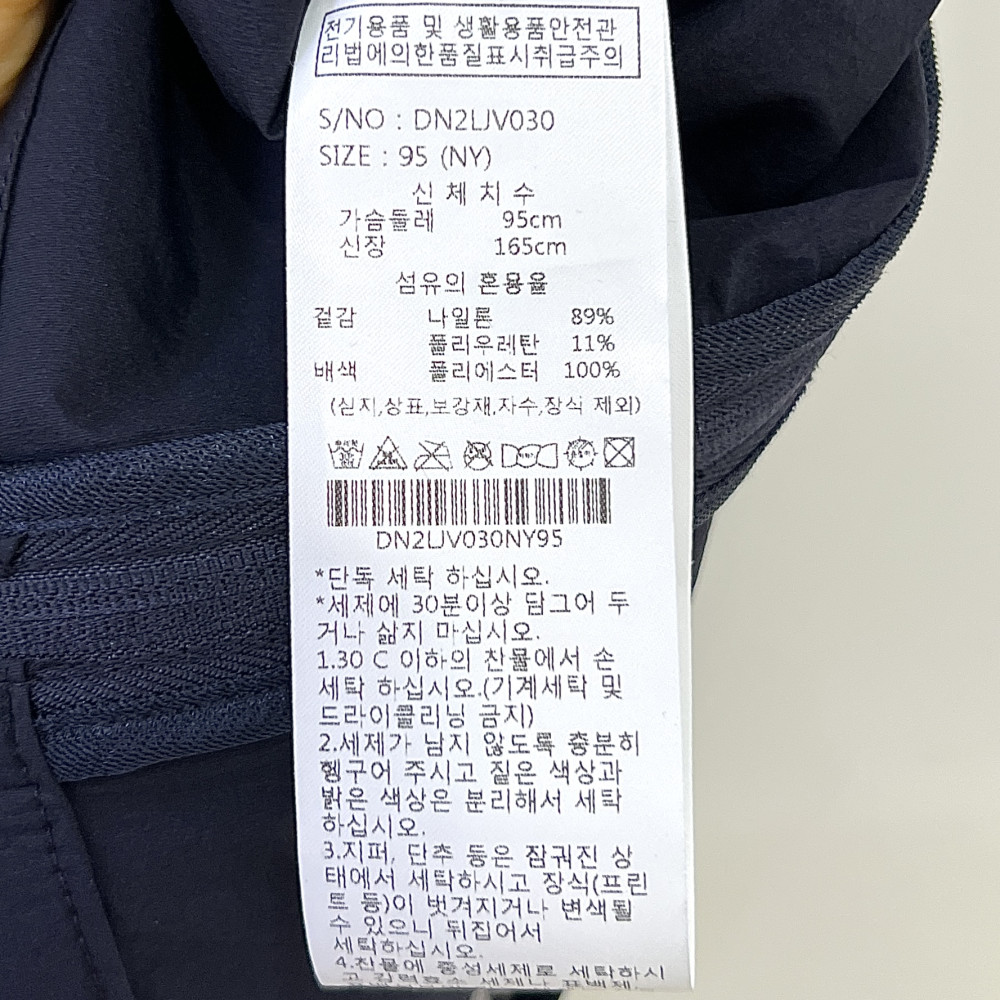 전기용품 및 생활용품안전관
리법에의한품질표시취급주의
S/NO : DN2LJV030
SIZE : 95 (NY)
신 체 치 수
가슴둘레 95cm
신장 165cm
섬유의 혼용율
겉감 나일론 89%
폴리우레탄 11%
배색 폴리에스터 100%
(심지,상표,보강재,자수,장식 제외)
DN2LJV030NY95
*단독 세탁 하십시오.
*세제에 30분이상 담그어 두
거나 삶지 마십시오.
1.30 C 이하의 찬물에서 손
세탁 하십시오.(기계세탁 및
드라이클리닝 금지)
2.세제가 남지 않도록 충분히
헹구어 주시고 짙은 색상과
밝은 색상은 분리해서 세탁
하십시오.
3.지퍼, 단추 등은 잠궈진 상
태에서 세탁하시고 장식(프린
트 등)이 벗겨지거나 변색될
수 있으니 뒤집어서
세탁하십시오.
4.찬물에 중성세제로 세탁하시